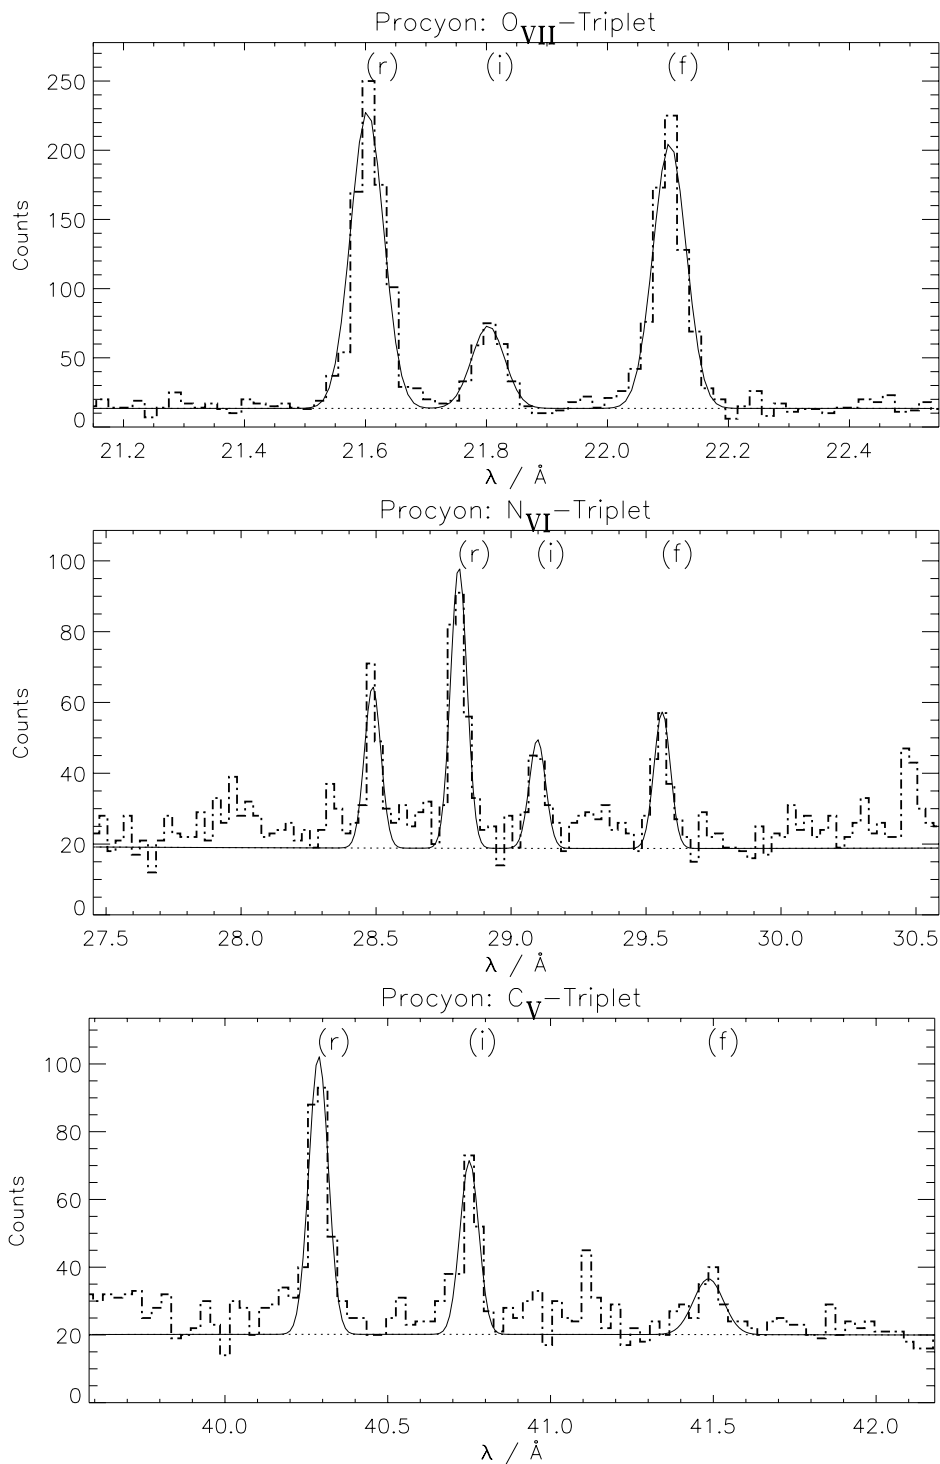 Procyon: O VII–Triplet
(r) (i) (f)
250
200
150
100
50
0
Counts
21.2 21.4 21.6 21.8 22.0 22.2 22.4
λ / Å
Procyon: N VI–Triplet
(r) (i) (f)
100
80
60
40
20
0
Counts
27.5 28.0 28.5 29.0 29.5 30.0 30.5
λ / Å
Procyon: C V–Triplet
(r) (i) (f)
100
80
60
40
20
0
Counts
40.0 40.5 41.0 41.5 42.0
λ / Å